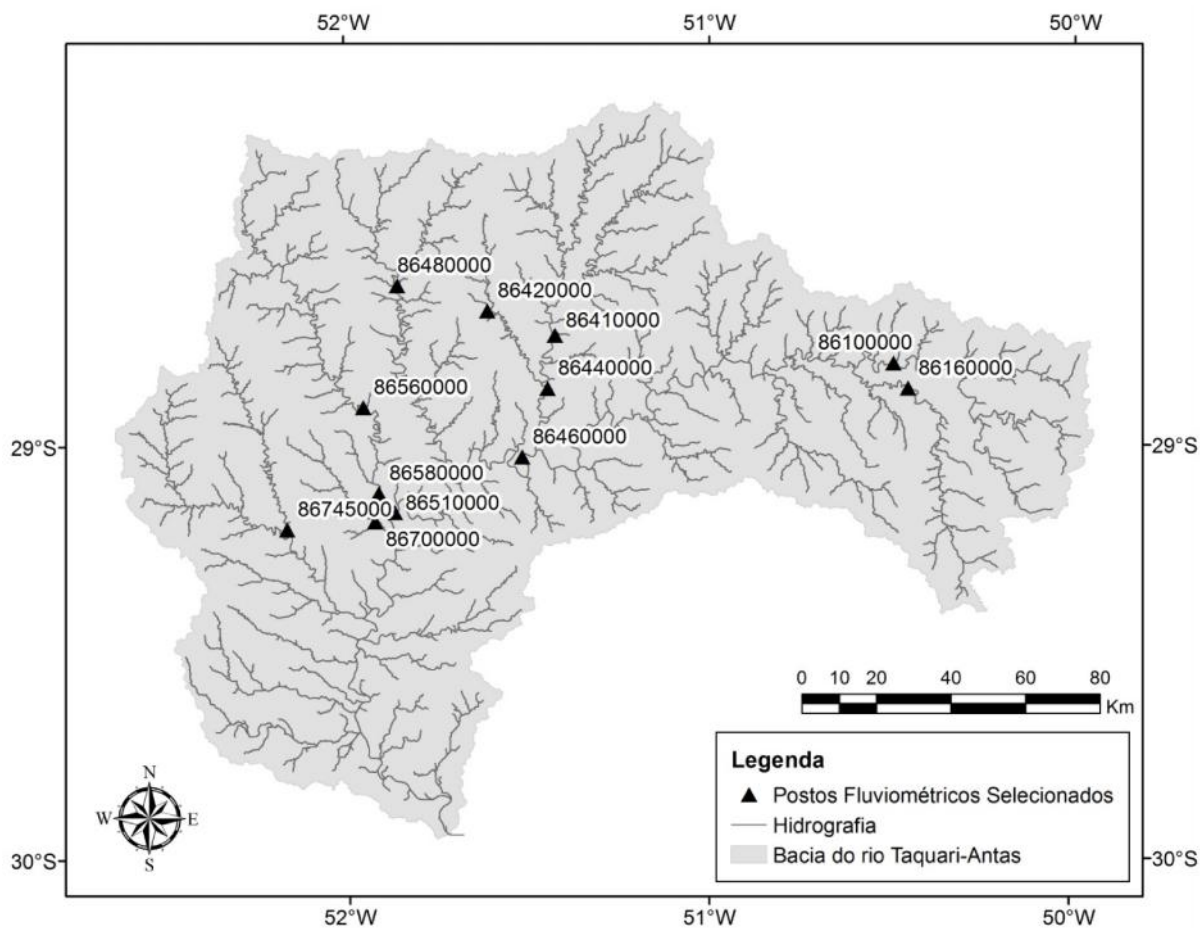 52°W 51°W 50°W
86480000
86420000
86410000
86100000
86440000
86160000
86560000
86460000
29°S 29°S
86580000
86745000 86510000
86700000
0 10 20 40 60 80
Km
Legenda
Postos Fluviométricos Selecionados
Hidrografia
Bacia do rio Taquari-Antas
N
W E
S
30°S 30°S
52°W 51°W 50°W